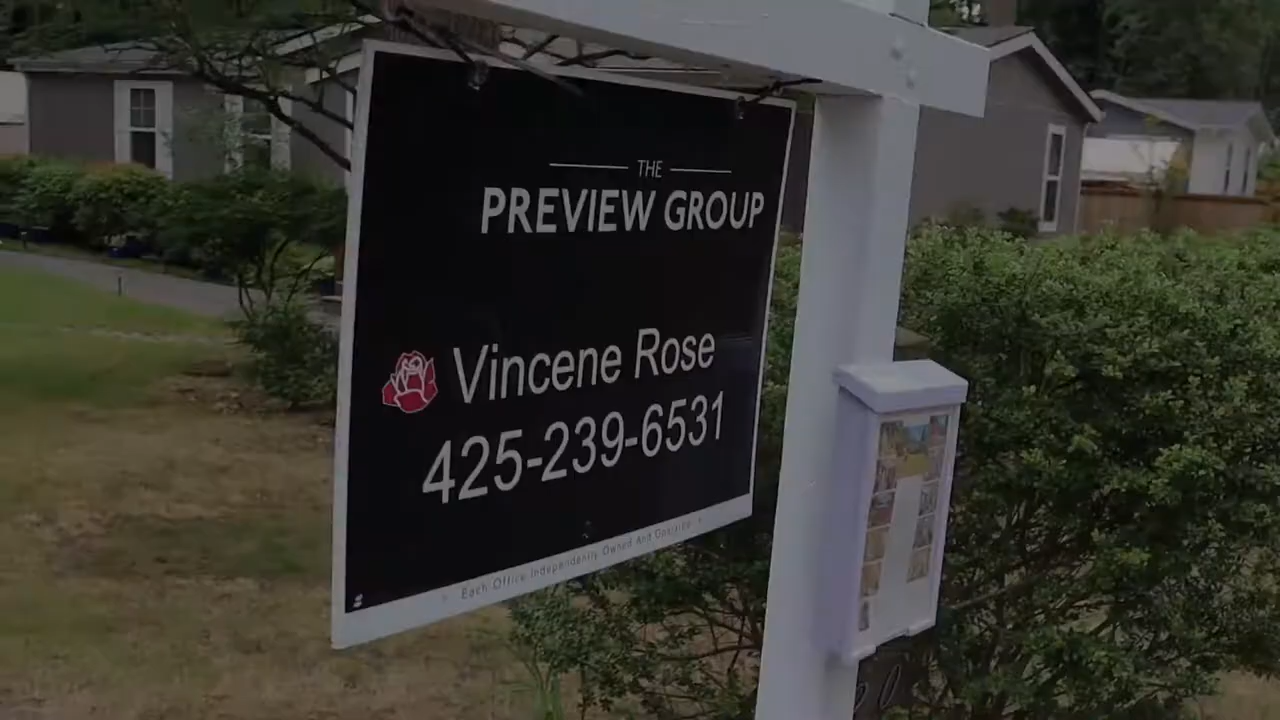 THE
PREVIEW GROUP
Vincene Rose
425-239-6531
Each Office Independently Owned And Operated